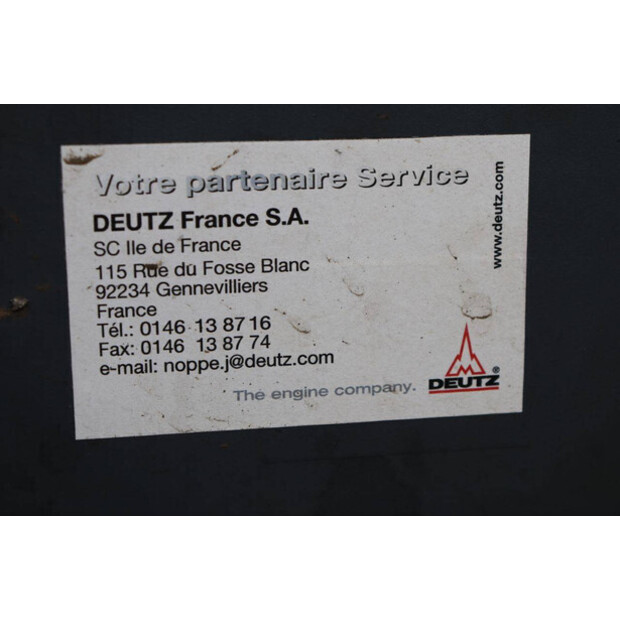 Votre partenaire Service
DEUTZ France S.A.
SC Ile de France
115 Rue du Fosse Blanc
92234 Gennevilliers
France
Tél.: 0146 13 87 16
Fax: 0146 13 87 74
e-mail: noppe.j@deutz.com
The engine company.
DEUTZ®
www.deutz.com